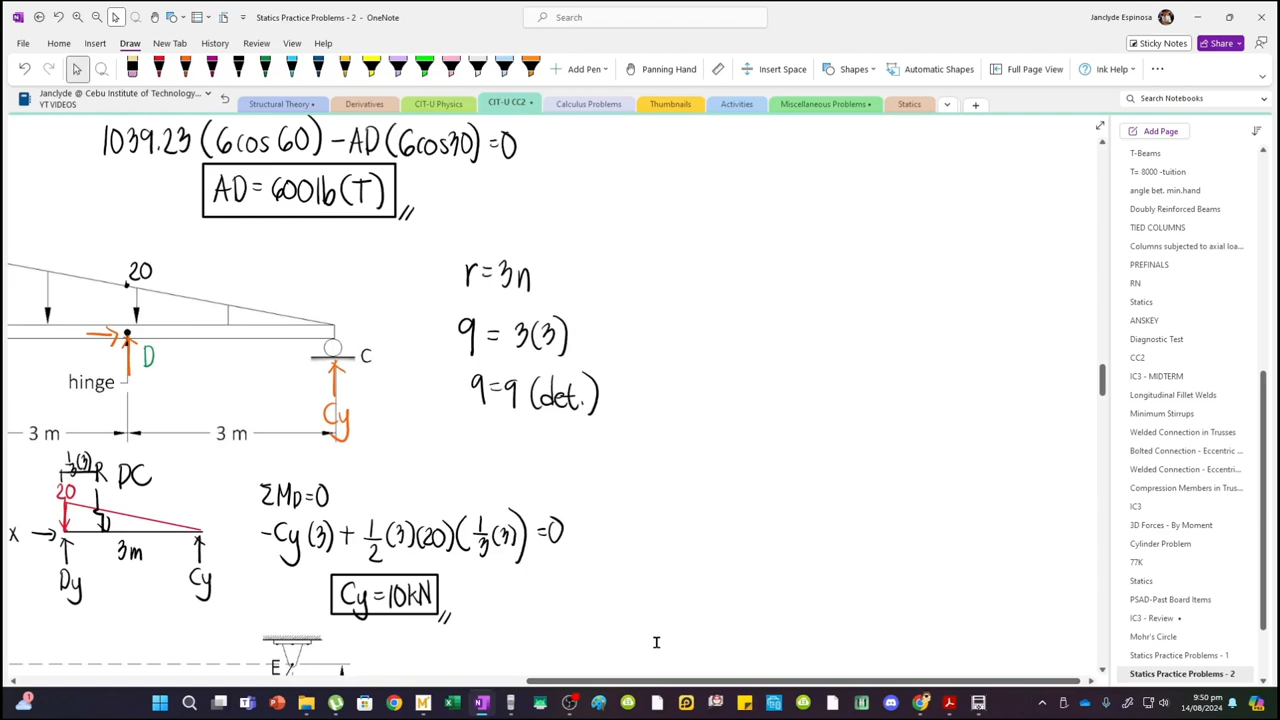 Statics Practice Problems - 2 - OneNote
Search
Janclyde Espinosa
File Home Insert Draw New Tab History Review View Help
Sticky Notes
Share
Add Pen
Panning Hand
Insert Space
Shapes
Automatic Shapes
Full Page View
Ink Help
Janclyde @ Cebu Institute of Technology...
YT VIDEOS
Structural Theory
Derivatives
CIT-U Physics
CIT-U CC2
Calculus Problems
Thumbnails
Activities
Miscellaneous Problems
Statics
Search Notebooks
Add Page
1039.23 (6cos 60) - AD(6cos30) = 0
AD = 600lb (T)
20
r = 3n
9 = 3(3)
9 = 9 (det.)
D
C
hinge
Cy
3 m
3 m
1/3(3)
R
DC
20
X
3m
Dy
Cy
ΣMD = 0
-Cy (3) + 1/2 (3)(20)(1/3 (3)) = 0
Cy = 10kN
E
T-Beams
T= 8000 -tuition
angle bet. min.hand
Doubly Reinforced Beams
TIED COLUMNS
Columns subjected to axial loa...
PREFINALS
RN
Statics
ANSKEY
Diagnostic Test
CC2
IC3 - MIDTERM
Longitudinal Fillet Welds
Minimum Stirrups
Welded Connection in Trusses
Bolted Connection - Eccentric ...
Welded Connection - Eccentri...
Compression Members in Trus...
IC3
3D Forces - By Moment
Cylinder Problem
77K
Statics
PSAD-Past Board Items
IC3 - Review
Mohr's Circle
Statics Practice Problems - 1
Statics Practice Problems - 2
9:50 pm
14/08/2024